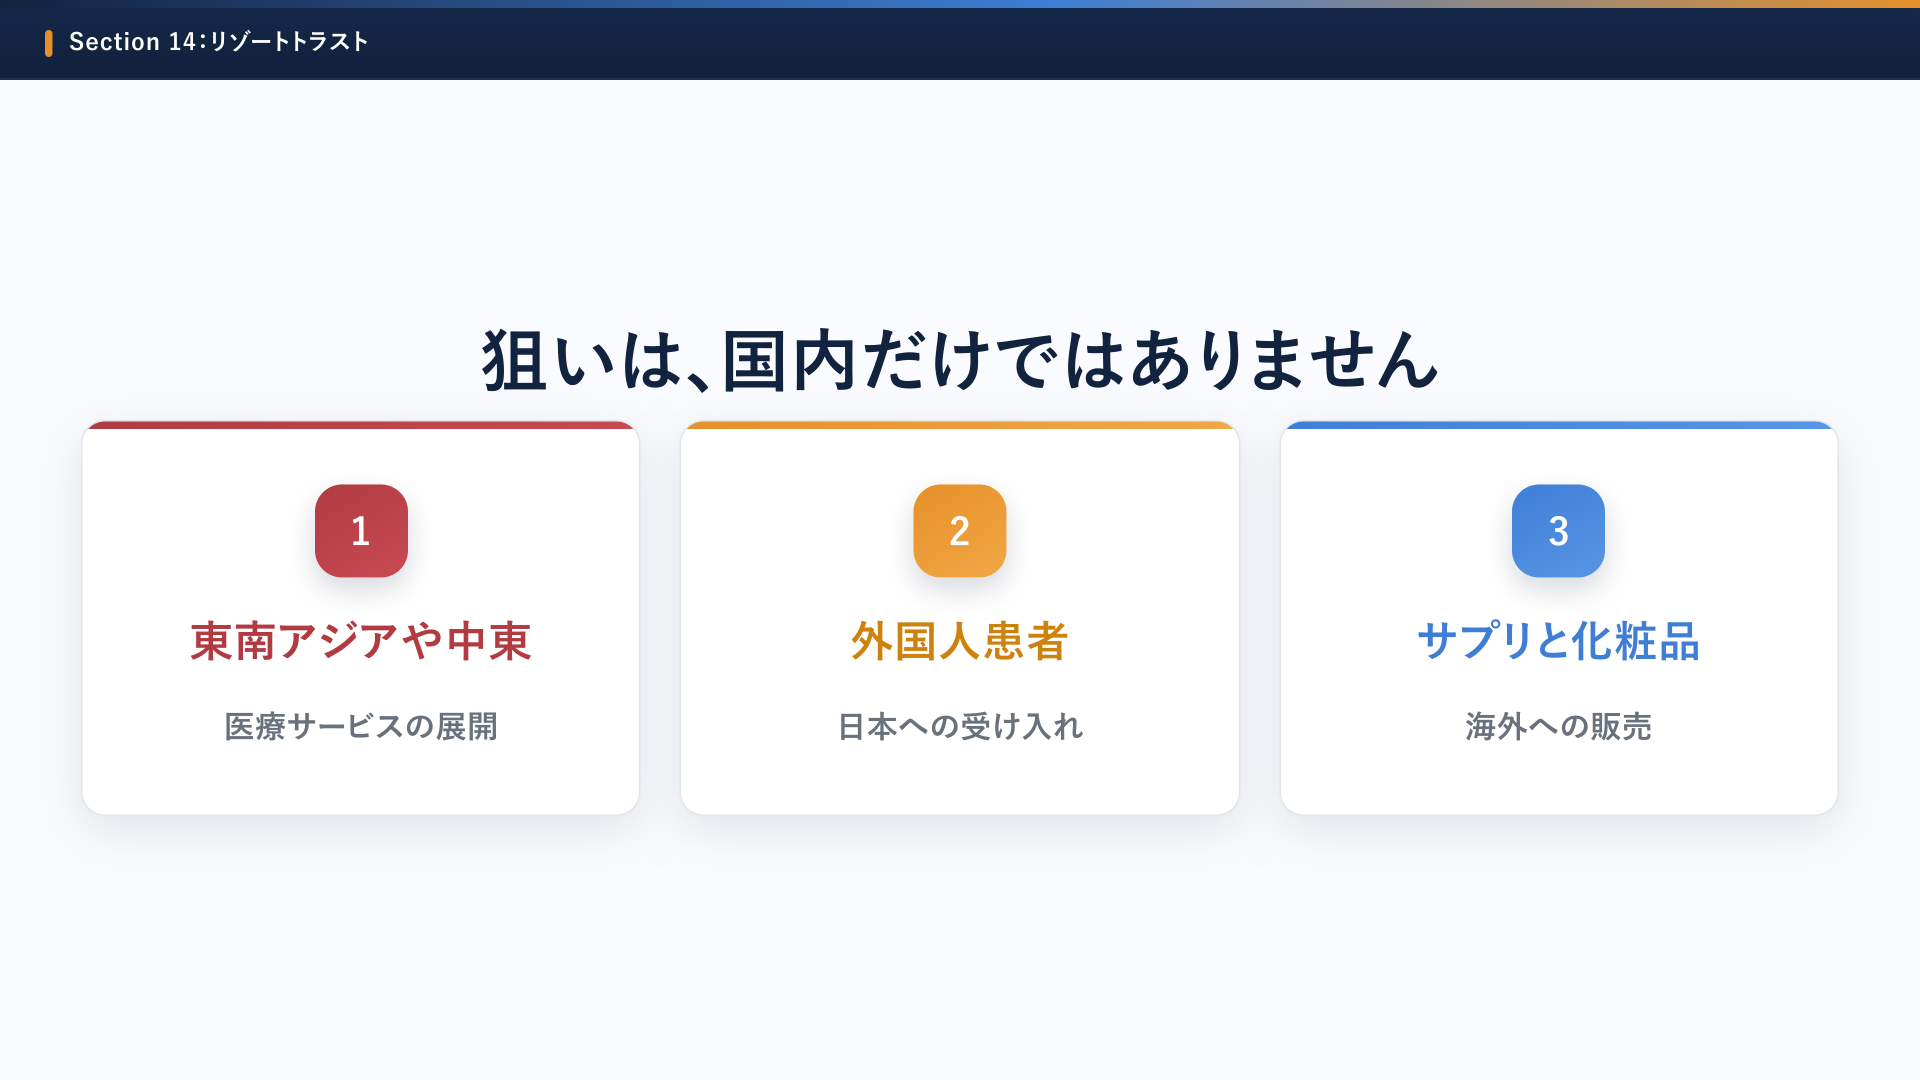 Section 14：リゾートトラスト
狙いは、国内だけではありません
1
東南アジアや中東
医療サービスの展開
2
外国人患者
日本への受け入れ
3
サプリと化粧品
海外への販売